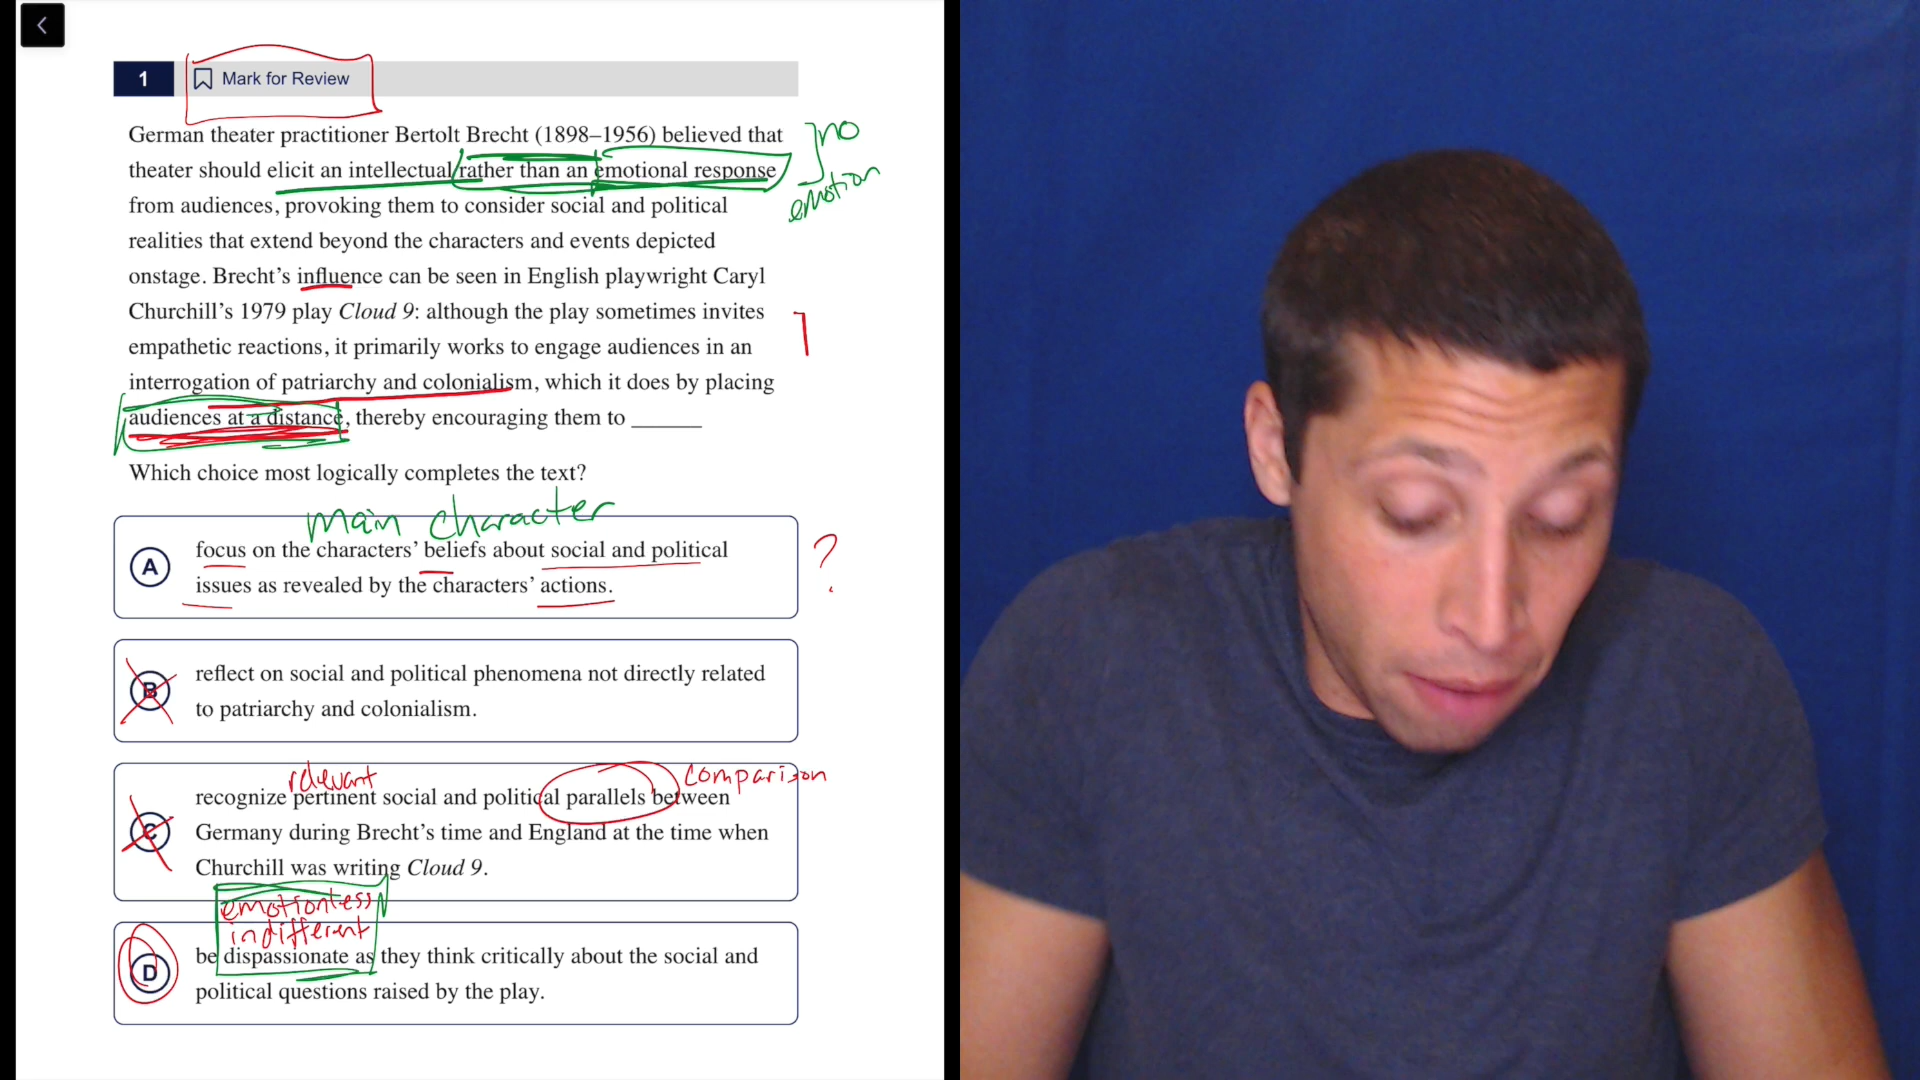 1 Mark for Review
German theater practitioner Bertolt Brecht (1898–1956) believed that
no
theater should elicit an intellectual rather than an emotional response
emotion
from audiences, provoking them to consider social and political
realities that extend beyond the characters and events depicted
onstage. Brecht’s influence can be seen in English playwright Caryl
Churchill’s 1979 play Cloud 9: although the play sometimes invites
empathetic reactions, it primarily works to engage audiences in an
interrogation of patriarchy and colonialism, which it does by placing
audiences at a distance, thereby encouraging them to ______
Which choice most logically completes the text?
main character
A focus on the characters’ beliefs about social and political
?
issues as revealed by the characters’ actions.
B reflect on social and political phenomena not directly related
to patriarchy and colonialism.
relevant
comparison
C recognize pertinent social and political parallels between
Germany during Brecht’s time and England at the time when
Churchill was writing Cloud 9.
emotionless
indifferent
D be dispassionate as they think critically about the social and
political questions raised by the play.